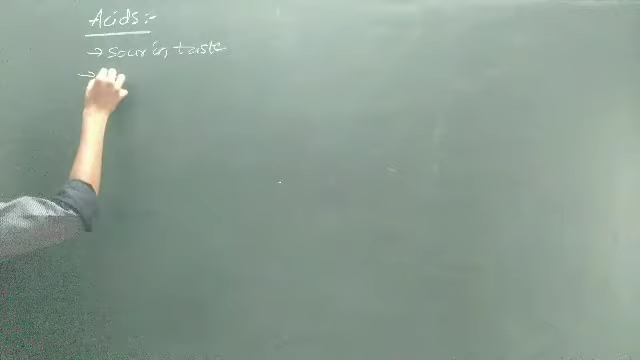 Acids :-
→ Sour in taste
→